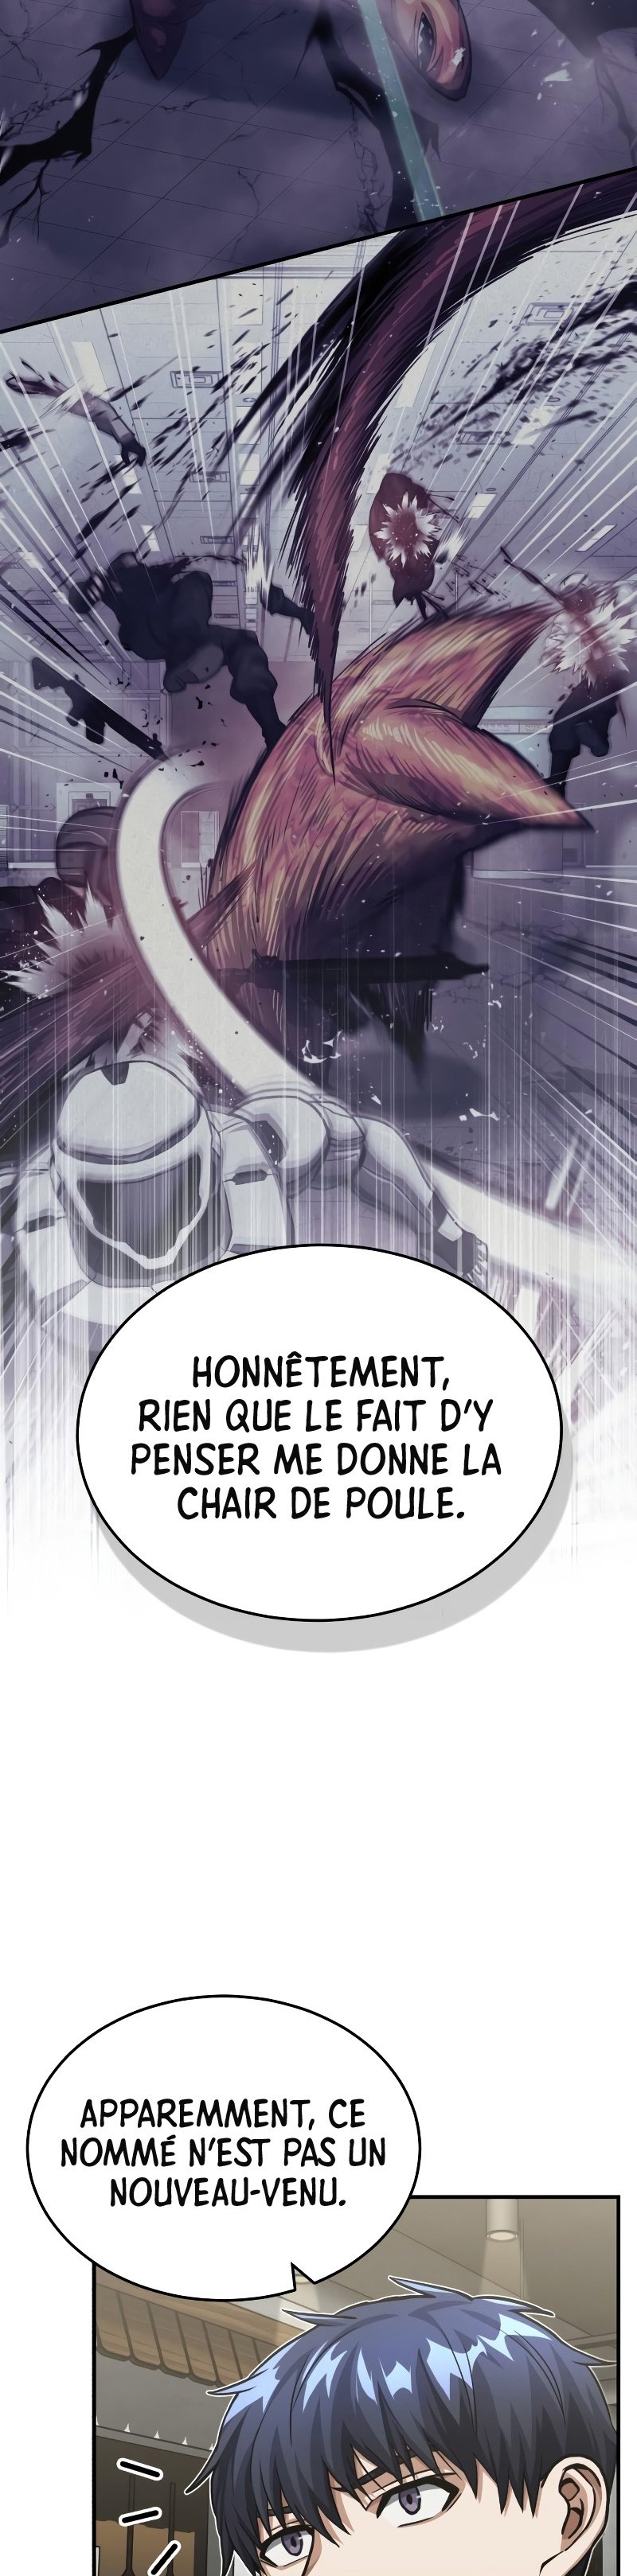 HONNÊTEMENT,
RIEN QUE LE FAIT D'Y
PENSER ME DONNE LA
CHAIR DE POULE.
APPAREMMENT, CE
NOMMÉ N'EST PAS UN
NOUVEAU-VENU.